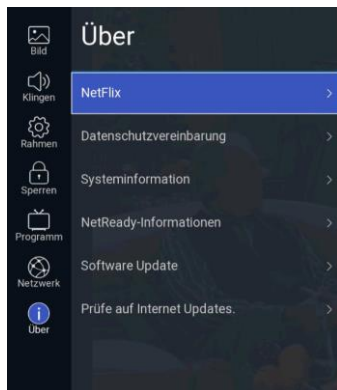 Über
Bild
Klingen
Rahmen
Sperren
Programm
Netzwerk
Über
NetFlix
Datenschutzvereinbarung
Systeminformation
NetReady-Informationen
Software Update
Prüfe auf Internet Updates.